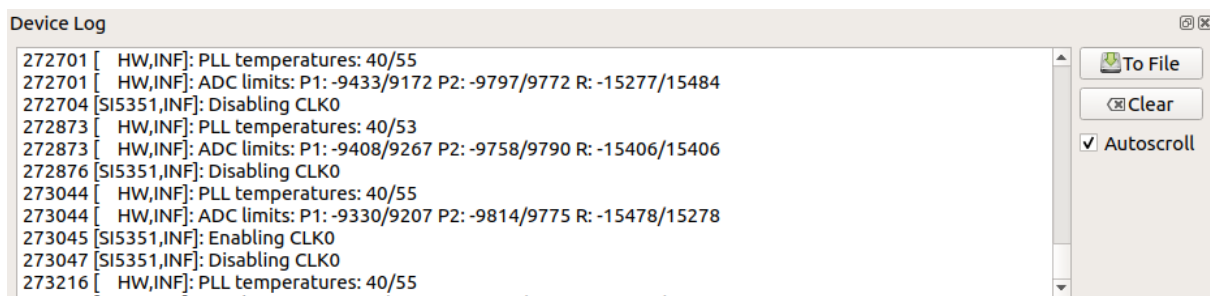 Device Log
272701 [    HW,INF]: PLL temperatures: 40/55
272701 [    HW,INF]: ADC limits: P1: -9433/9172 P2: -9797/9772 R: -15277/15484
272704 [SI5351,INF]: Disabling CLK0
272873 [    HW,INF]: PLL temperatures: 40/53
272873 [    HW,INF]: ADC limits: P1: -9408/9267 P2: -9758/9790 R: -15406/15406
272876 [SI5351,INF]: Disabling CLK0
273044 [    HW,INF]: PLL temperatures: 40/55
273044 [    HW,INF]: ADC limits: P1: -9330/9207 P2: -9814/9775 R: -15478/15278
273045 [SI5351,INF]: Enabling CLK0
273047 [SI5351,INF]: Disabling CLK0
273216 [    HW,INF]: PLL temperatures: 40/55
To File
Clear
Autoscroll